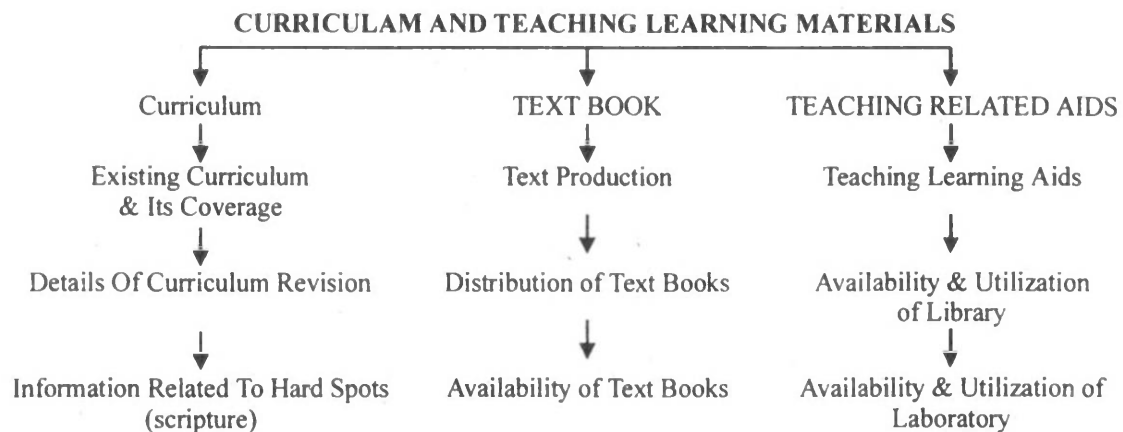 CURRICULAM AND TEACHING LEARNING MATERIALS
Curriculum
TEXT BOOK
TEACHING RELATED AIDS
Existing Curriculum
& Its Coverage
Text Production
Teaching Learning Aids
Details Of Curriculum Revision
Distribution of Text Books
Availability & Utilization
of Library
Information Related To Hard Spots
(scripture)
Availability of Text Books
Availability & Utilization of
Laboratory